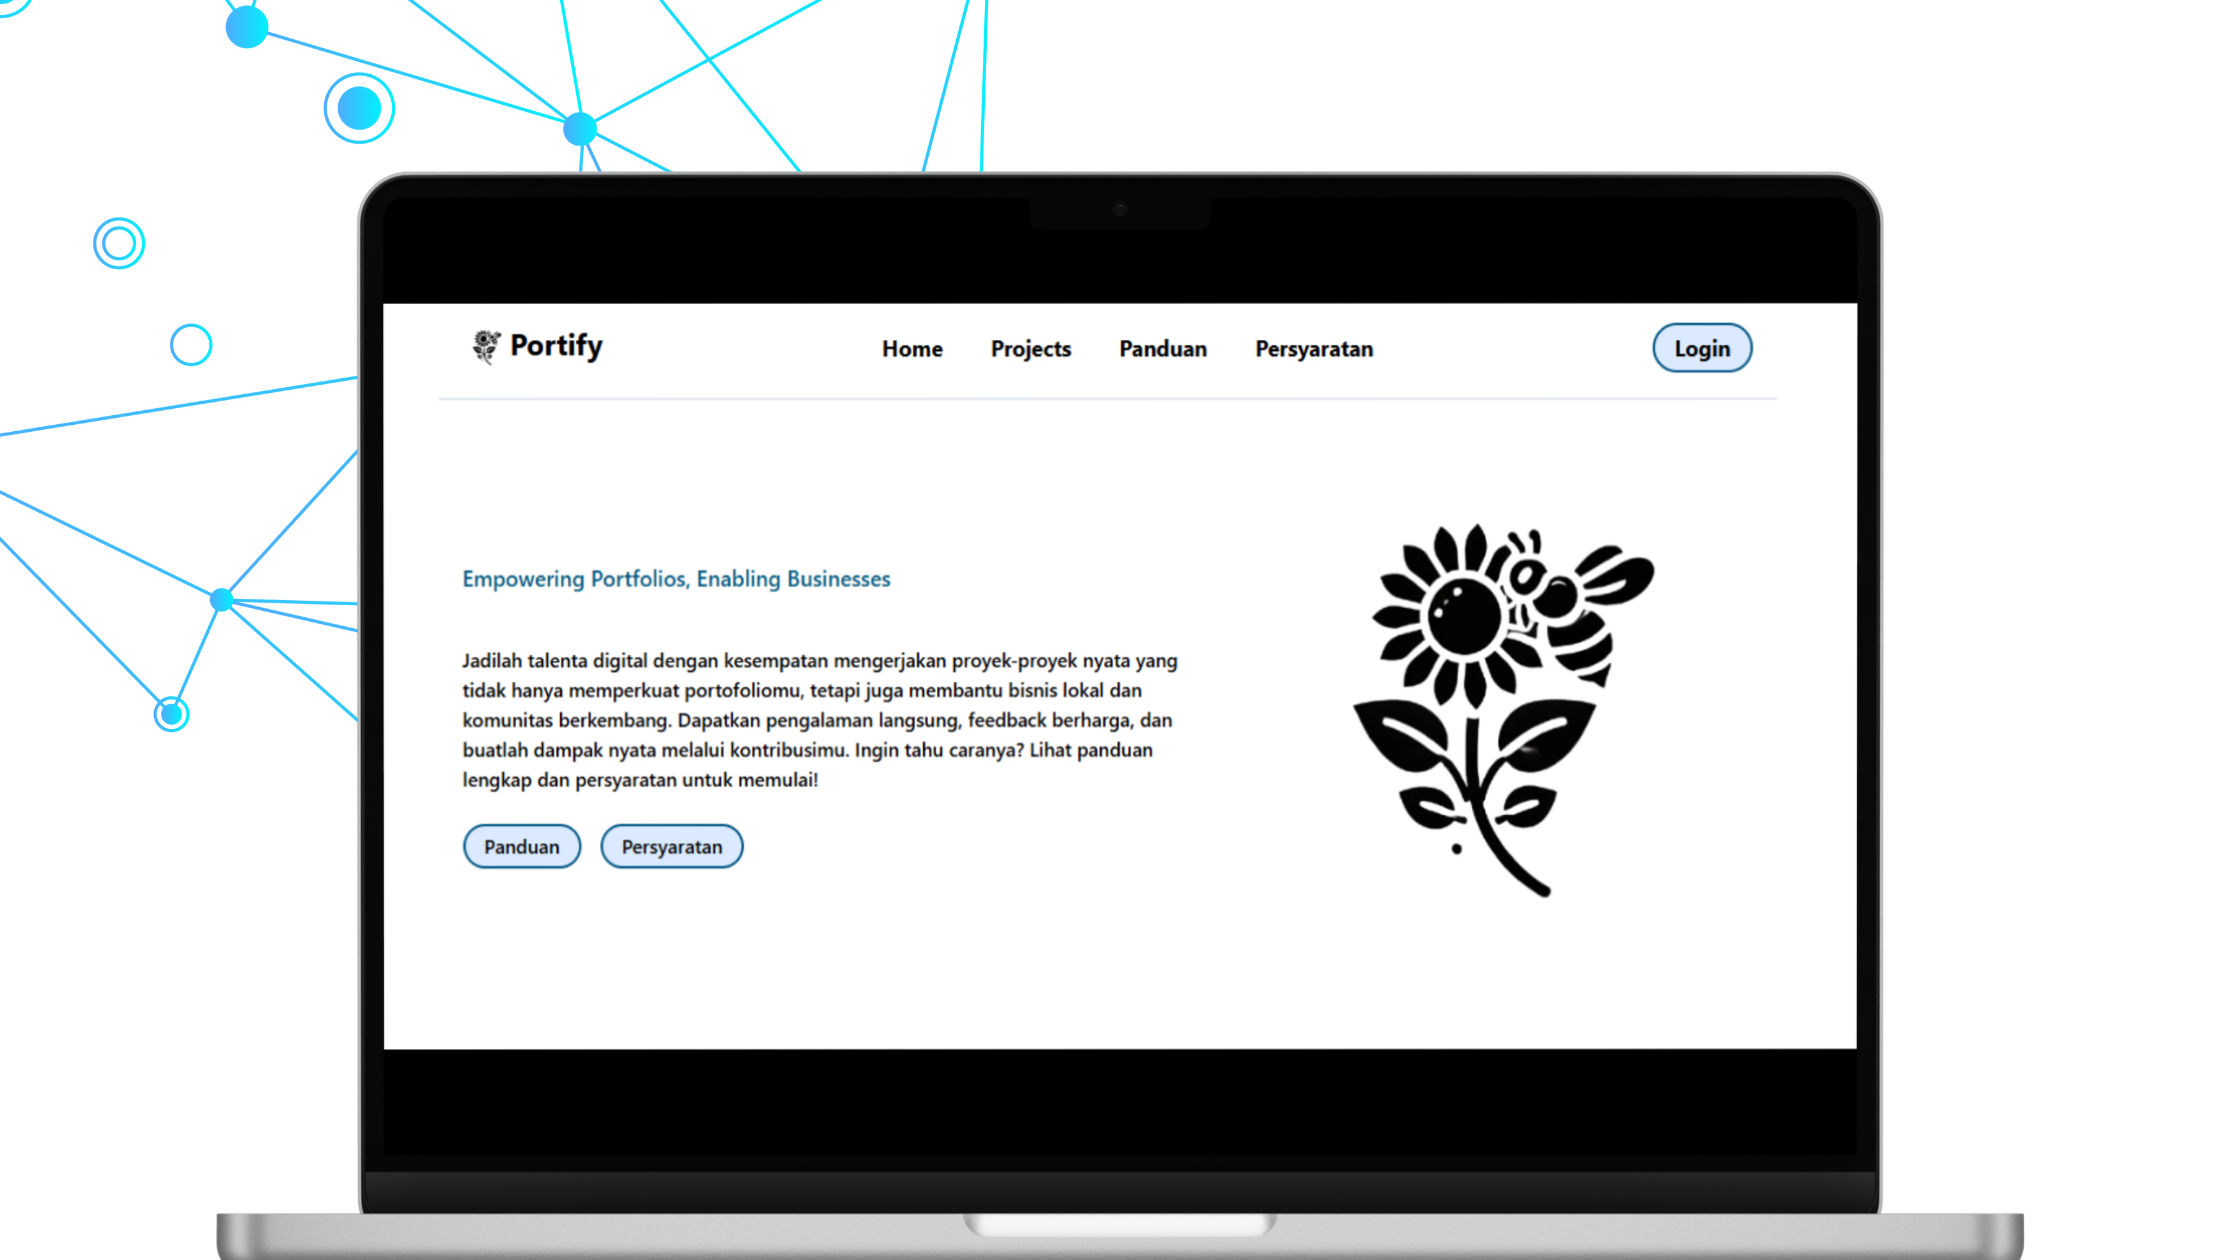 Portify
Home Projects Panduan Persyaratan Login
Empowering Portfolios, Enabling Businesses
Jadilah talenta digital dengan kesempatan mengerjakan proyek-proyek nyata yang
tidak hanya memperkuat portofoliomu, tetapi juga membantu bisnis lokal dan
komunitas berkembang. Dapatkan pengalaman langsung, feedback berharga, dan
buatlah dampak nyata melalui kontribusimu. Ingin tahu caranya? Lihat panduan
lengkap dan persyaratan untuk memulai!
Panduan Persyaratan